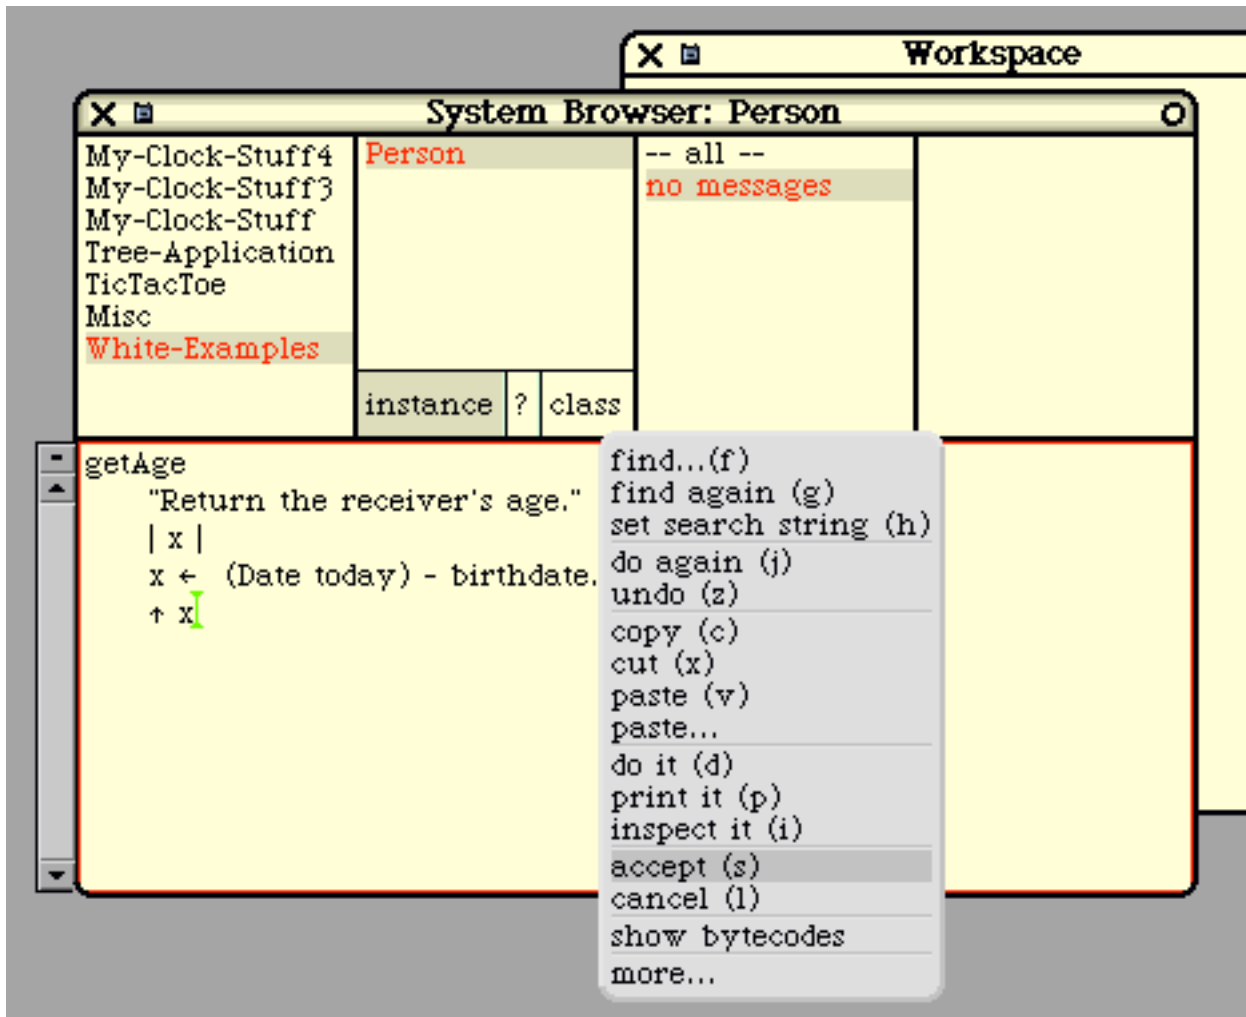 Workspace
System Browser: Person
My-Clock-Stuff4
My-Clock-Stuff3
My-Clock-Stuff
Tree-Application
TicTacToe
Misc
White-Examples
Person
instance ? class
-- all --
no messages
getAge
"Return the receiver's age."
| x |
x ← (Date today) - birthdate.
↑ x
find...(f)
find again (g)
set search string (h)
do again (j)
undo (z)
copy (c)
cut (x)
paste (v)
paste...
do it (d)
print it (p)
inspect it (i)
accept (s)
cancel (l)
show bytecodes
more...